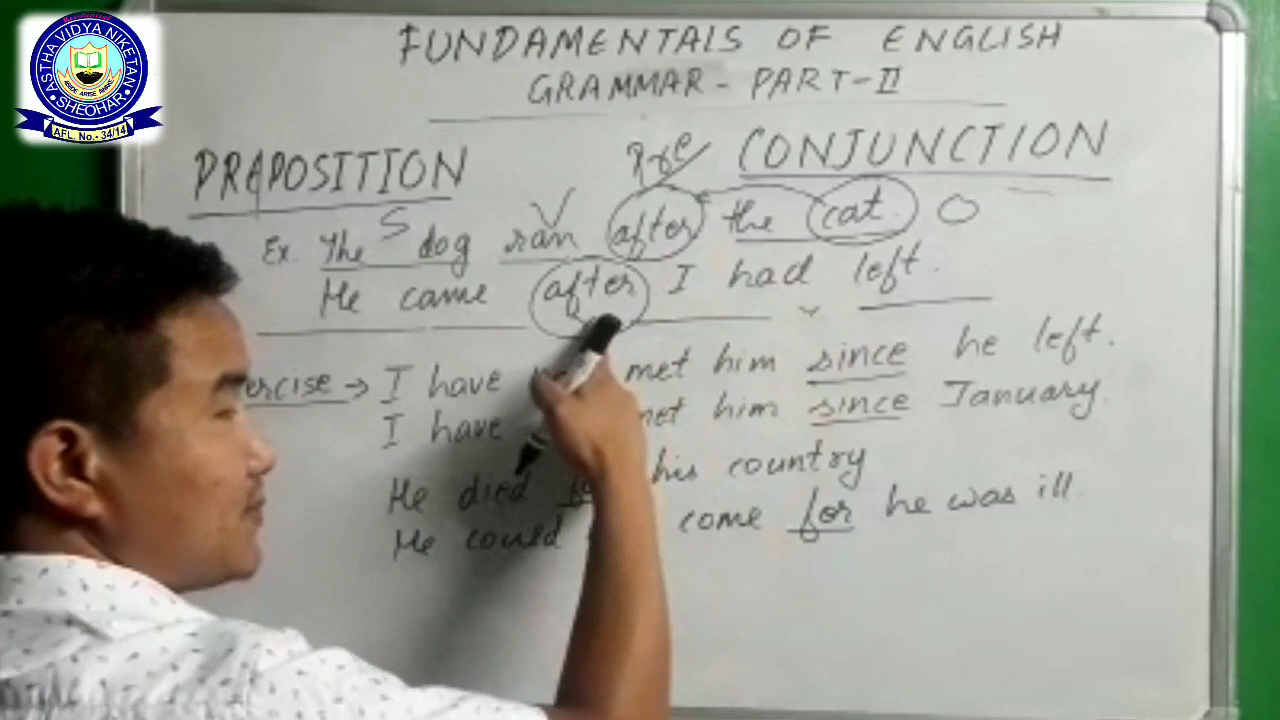 Residential
ASTHA VIDYA NIKETAN
SHEOHAR
AFL. No.- 34/14
FUNDAMENTALS OF ENGLISH
GRAMMAR - PART - II
PREPOSITION
Pre
CONJUNCTION
S V O
Ex. The dog ran after the cat.
He came after I had left.
ercise → I have met him since he left.
I have met him since January.
He died his country
He could come for he was ill